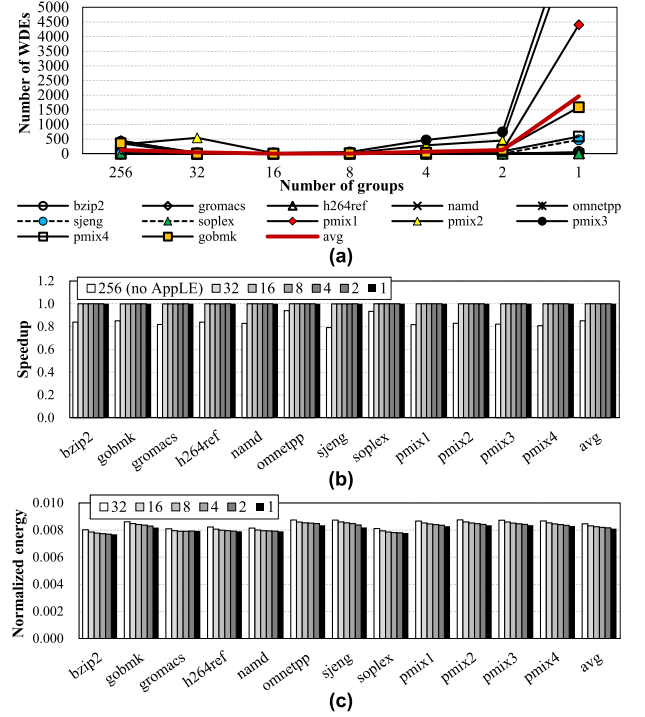 5000
4500
4000
3500
3000
2500
2000
1500
1000
500
0
Number of WDEs
256 32 16 8 4 2 1
Number of groups
bzip2 gromacs h264ref namd omnetpp
sjeng soplex pmix1 pmix2 pmix3
pmix4 gobmk avg
(a)
1.2
1.0
0.8
0.6
0.4
0.2
0.0
Speedup
256 (no AppLE) 32 16 8 4 2 1
bzip2 gobmk gromacs h264ref namd omnetpp sjeng soplex pmix1 pmix2 pmix3 pmix4 avg
(b)
0.010
0.008
0.006
0.004
0.002
0.000
Normalized energy
32 16 8 4 2 1
bzip2 gobmk gromacs h264ref namd omnetpp sjeng soplex pmix1 pmix2 pmix3 pmix4 avg
(c)